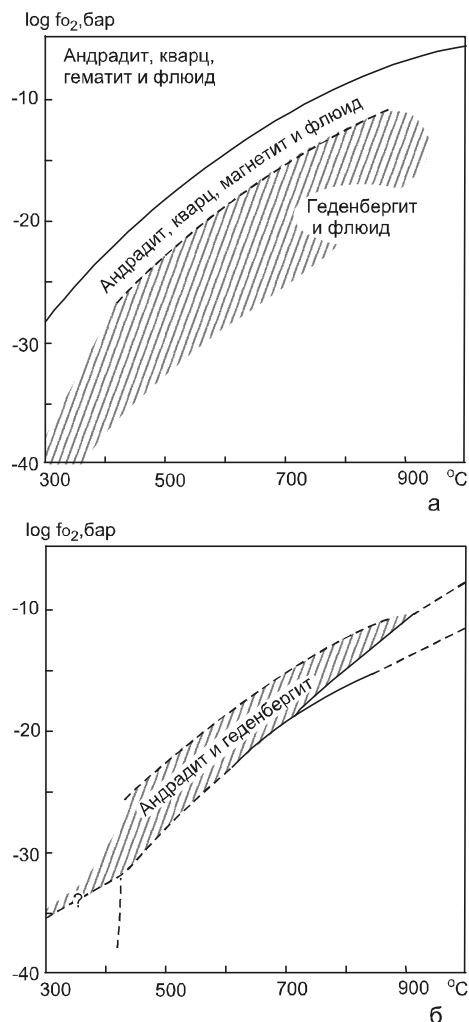 log fo₂,бар
Андрадит, кварц,
гематит и флюид
-10
Андрадит, кварц, магнетит и флюид
Геденбергит
и флюид
-20
-30
-40
300 500 700 900 °C
а
log fo₂,бар
-10
Андрадит и геденбергит
-20
-30
?
-40
300 500 700 900 °C
б